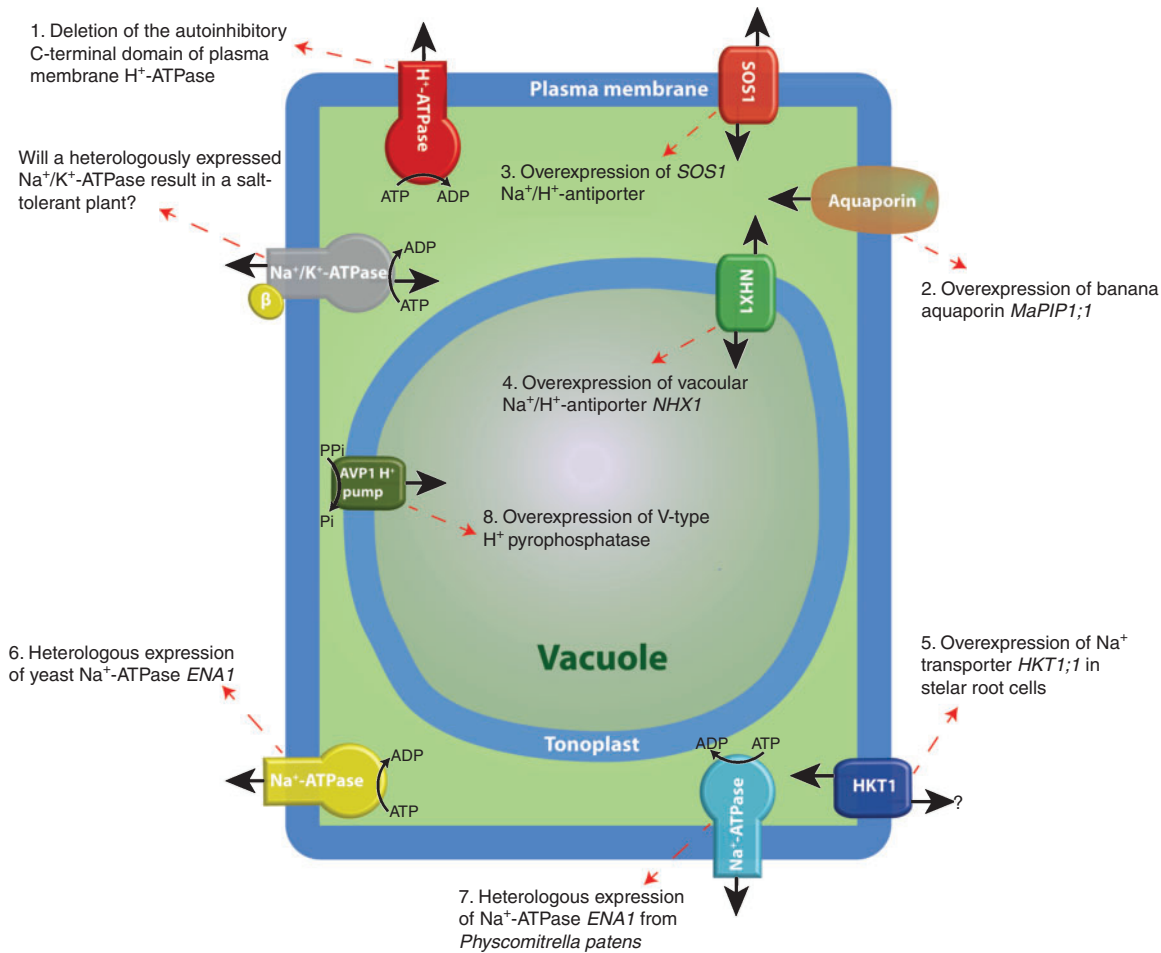 1. Deletion of the autoinhibitory
C-terminal domain of plasma
membrane H⁺-ATPase
H⁺-ATPase
ATP
ADP
Plasma membrane
SOS1
3. Overexpression of SOS1
Na⁺/H⁺-antiporter
Will a heterologously expressed
Na⁺/K⁺-ATPase result in a salt-
tolerant plant?
Na⁺/K⁺-ATPase
β
ADP
ATP
Aquaporin
2. Overexpression of banana
aquaporin MaPIP1;1
NHX1
4. Overexpression of vacoular
Na⁺/H⁺-antiporter NHX1
PPi
AVP1 H⁺
pump
Pi
8. Overexpression of V-type
H⁺ pyrophosphatase
Vacuole
Tonoplast
6. Heterologous expression
of yeast Na⁺-ATPase ENA1
Na⁺-ATPase
ADP
ATP
5. Overexpression of Na⁺
transporter HKT1;1 in
stelar root cells
HKT1
?
ADP
ATP
Na⁺-ATPase
7. Heterologous expression
of Na⁺-ATPase ENA1 from
Physcomitrella patens